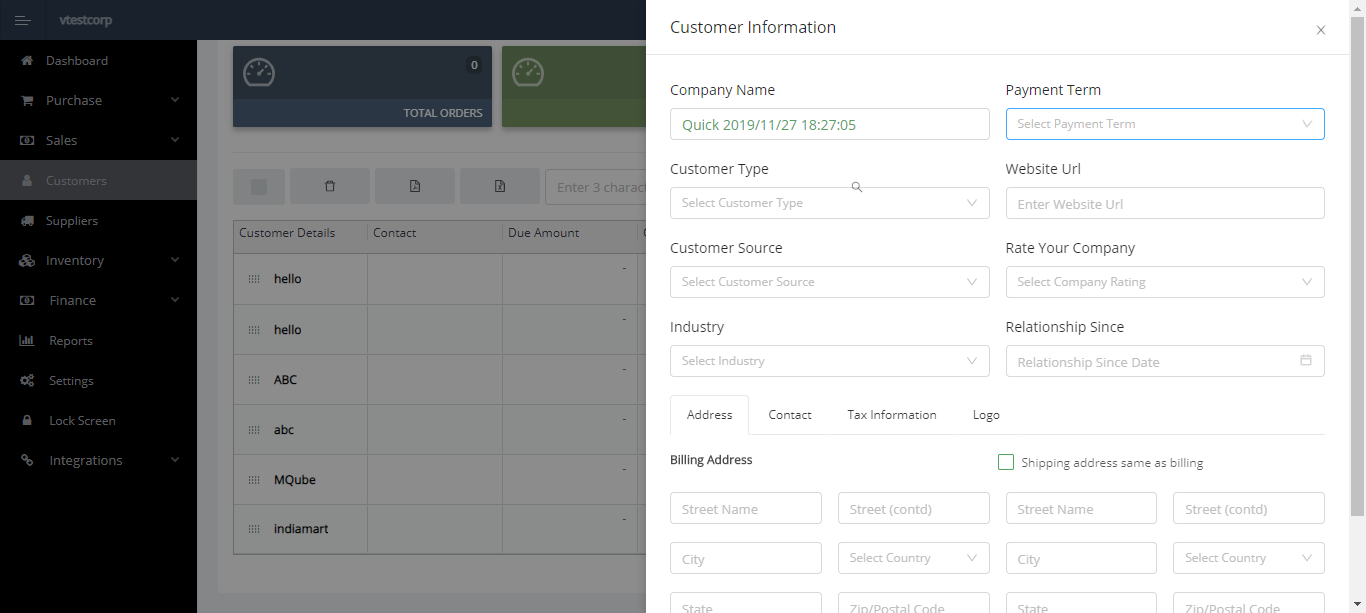 vtestcorp
Dashboard
Purchase
Sales
Customers
Suppliers
Inventory
Finance
Reports
Settings
Lock Screen
Integrations
0
TOTAL ORDERS
Enter 3 charac
Customer Details Contact Due Amount
hello -
hello -
ABC -
abc -
MQube -
indiamart -
Customer Information
Company Name Payment Term
Quick 2019/11/27 18:27:05 Select Payment Term
Customer Type Website Url
Select Customer Type Enter Website Url
Customer Source Rate Your Company
Select Customer Source Select Company Rating
Industry Relationship Since
Select Industry Relationship Since Date
Address Contact Tax Information Logo
Billing Address Shipping address same as billing
Street Name Street (contd) Street Name Street (contd)
City Select Country City Select Country
State Zip/Postal Code State Zip/Postal Code